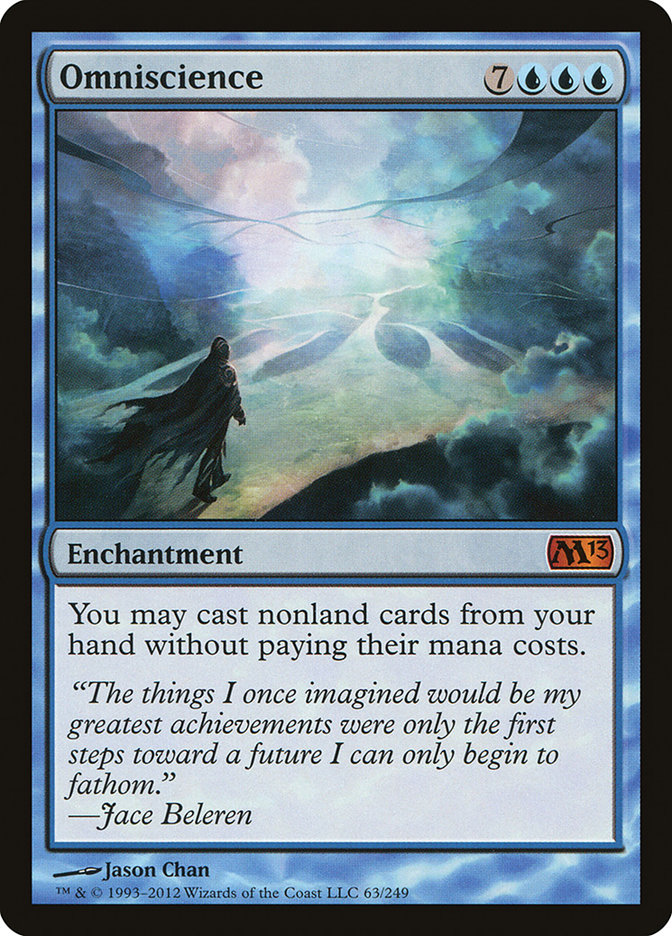 Omniscience 7
Enchantment M13
You may cast nonland cards from your
hand without paying their mana costs.
“The things I once imagined would be my
greatest achievements were only the first
steps toward a future I can only begin to
fathom.”
—Jace Beleren
Jason Chan
™ & © 1993–2012 Wizards of the Coast LLC 63/249